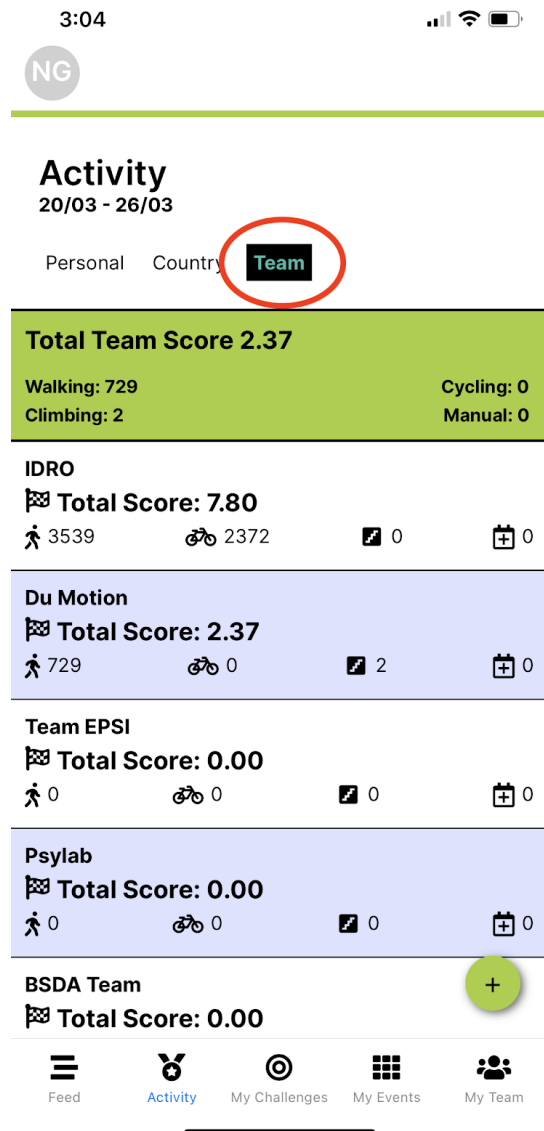 3:04
NG
Activity
20/03 - 26/03
Personal Country Team
Total Team Score 2.37
Walking: 729 Cycling: 0
Climbing: 2 Manual: 0
IDRO
Total Score: 7.80
3539 2372 0 0
Du Motion
Total Score: 2.37
729 0 2 0
Team EPSI
Total Score: 0.00
0 0 0 0
Psylab
Total Score: 0.00
0 0 0 0
BSDA Team
+
Total Score: 0.00
Feed Activity My Challenges My Events My Team